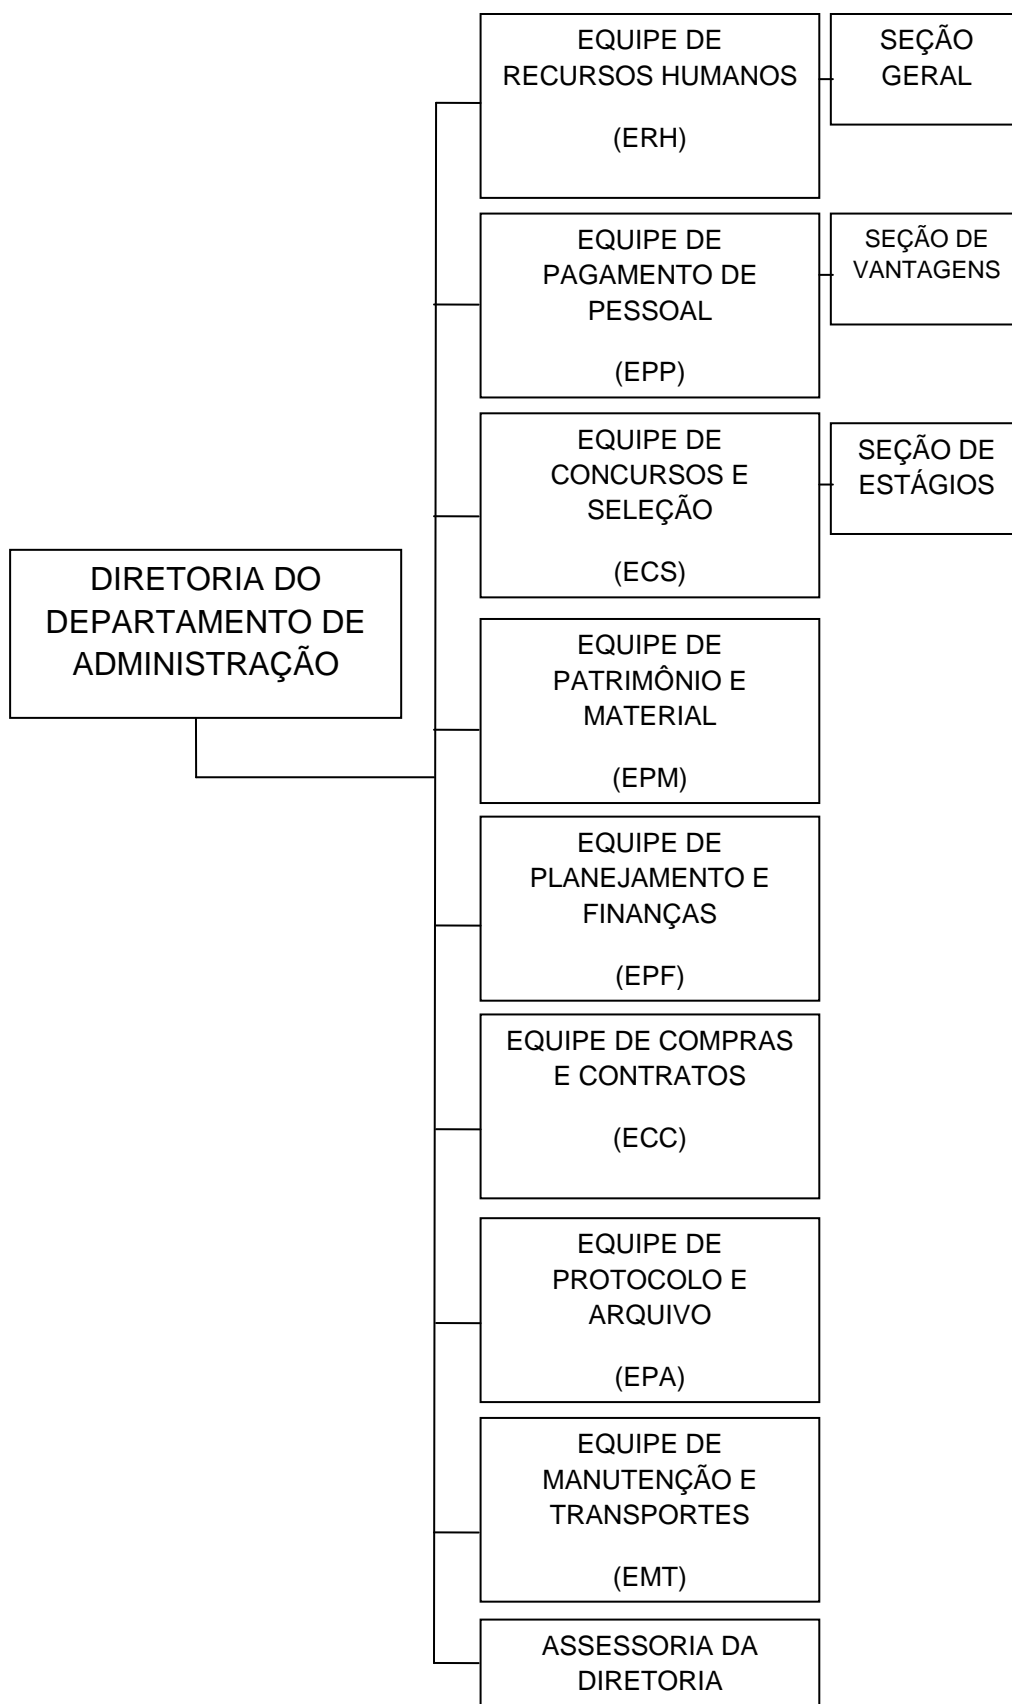 EQUIPE DE
RECURSOS HUMANOS
(ERH)
SEÇÃO
GERAL
EQUIPE DE
PAGAMENTO DE
PESSOAL
(EPP)
SEÇÃO DE
VANTAGENS
EQUIPE DE
CONCURSOS E
SELEÇÃO
(ECS)
SEÇÃO DE
ESTÁGIOS
DIRETORIA DO
DEPARTAMENTO DE
ADMINISTRAÇÃO
EQUIPE DE
PATRIMÔNIO E
MATERIAL
(EPM)
EQUIPE DE
PLANEJAMENTO E
FINANÇAS
(EPF)
EQUIPE DE COMPRAS
E CONTRATOS
(ECC)
EQUIPE DE
PROTOCOLO E
ARQUIVO
(EPA)
EQUIPE DE
MANUTENÇÃO E
TRANSPORTES
(EMT)
ASSESSORIA DA
DIRETORIA